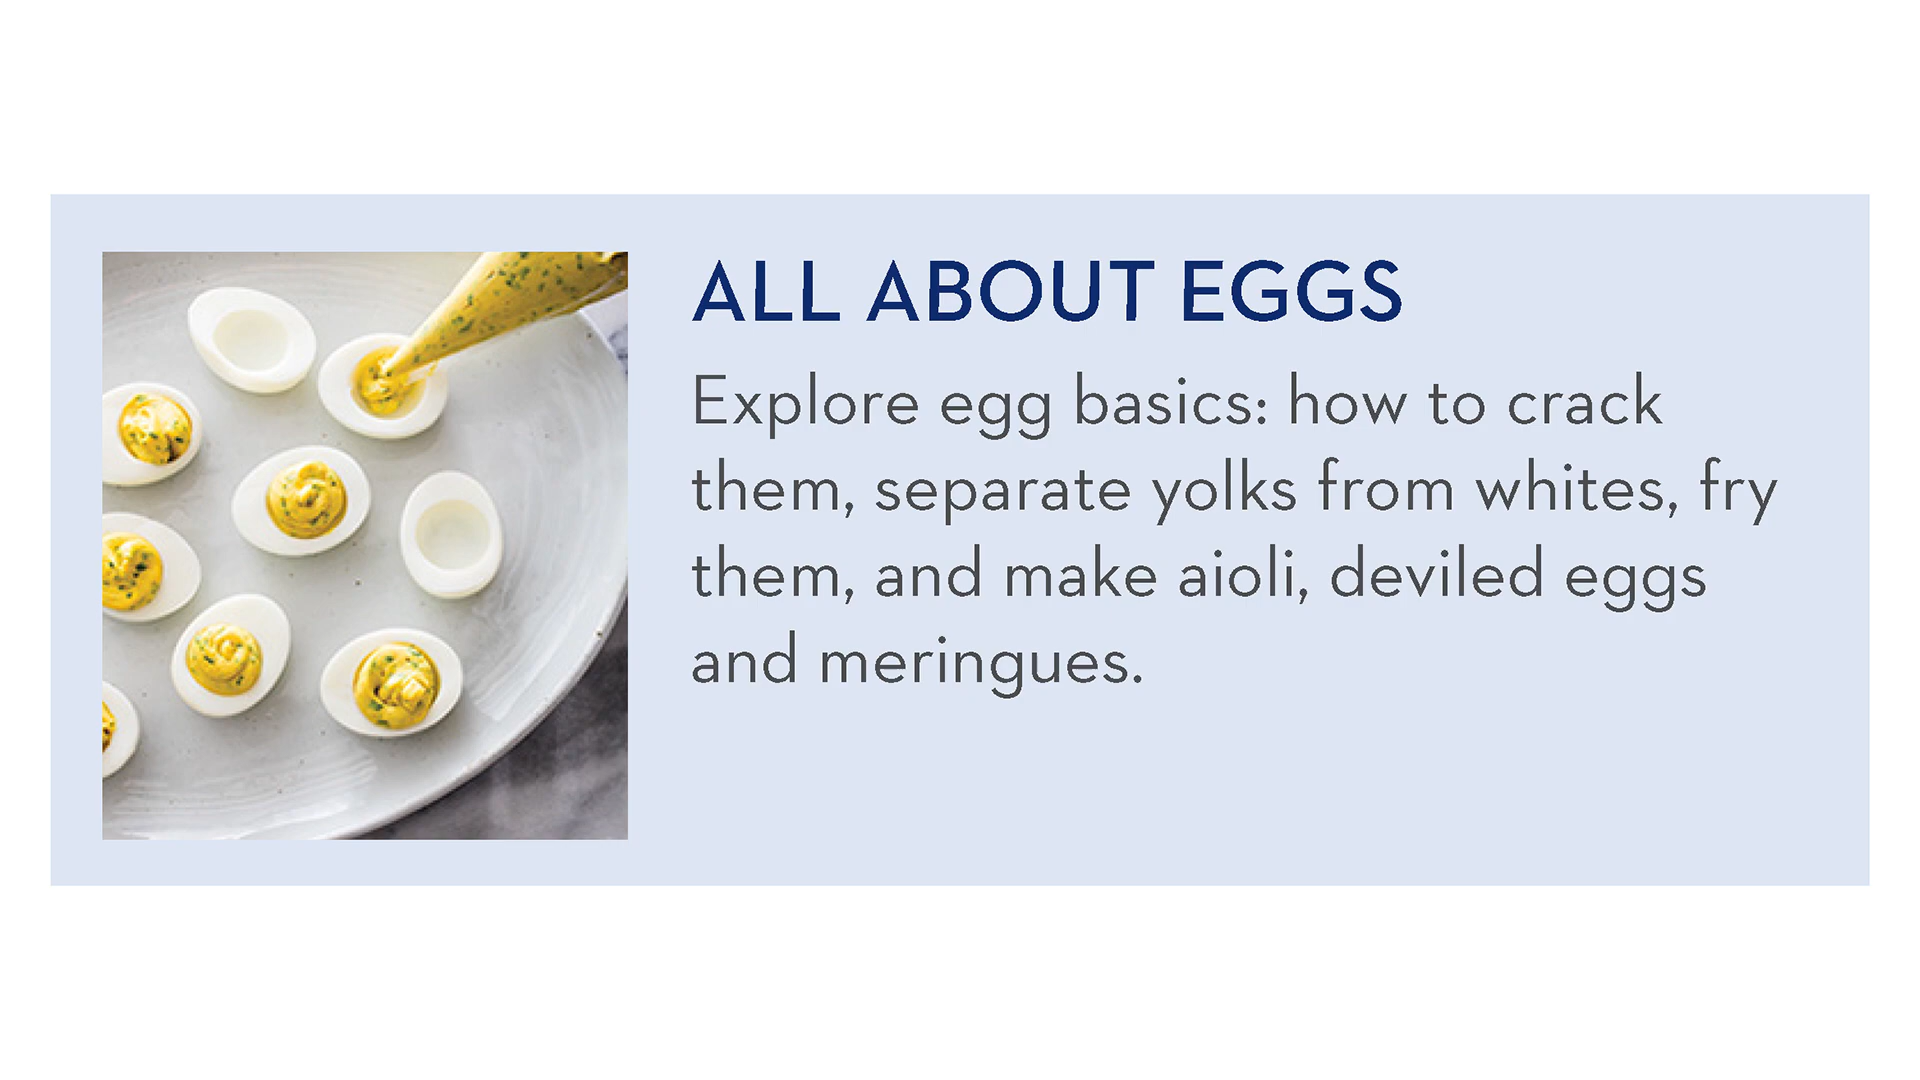 ALL ABOUT EGGS
Explore egg basics: how to crack
them, separate yolks from whites, fry
them, and make aioli, deviled eggs
and meringues.